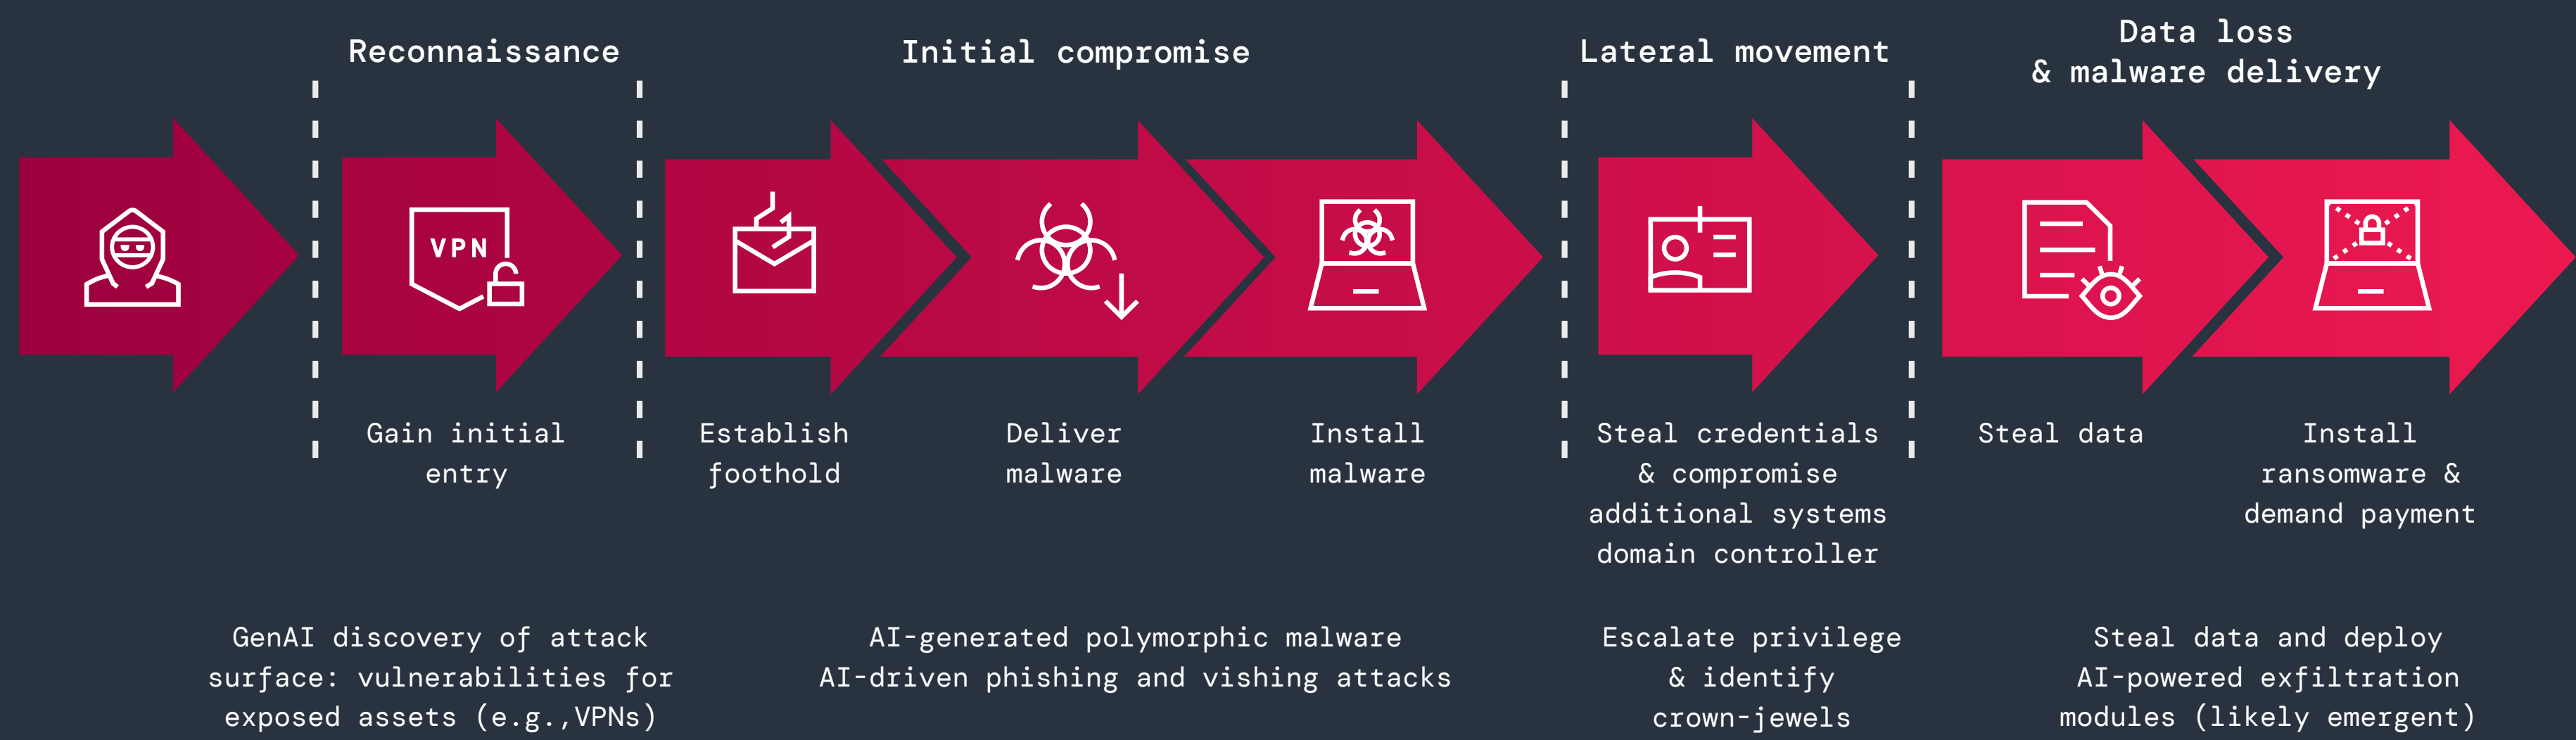 Reconnaissance
Initial compromise
Lateral movement
Data loss
& malware delivery
VPN
Gain initial
entry
Establish
foothold
Deliver
malware
Install
malware
Steal credentials
& compromise
additional systems
domain controller
Steal data
Install
ransomware &
demand payment
GenAI discovery of attack
surface: vulnerabilities for
exposed assets (e.g.,VPNs)
AI-generated polymorphic malware
AI-driven phishing and vishing attacks
Escalate privilege
& identify
crown-jewels
Steal data and deploy
AI-powered exfiltration
modules (likely emergent)